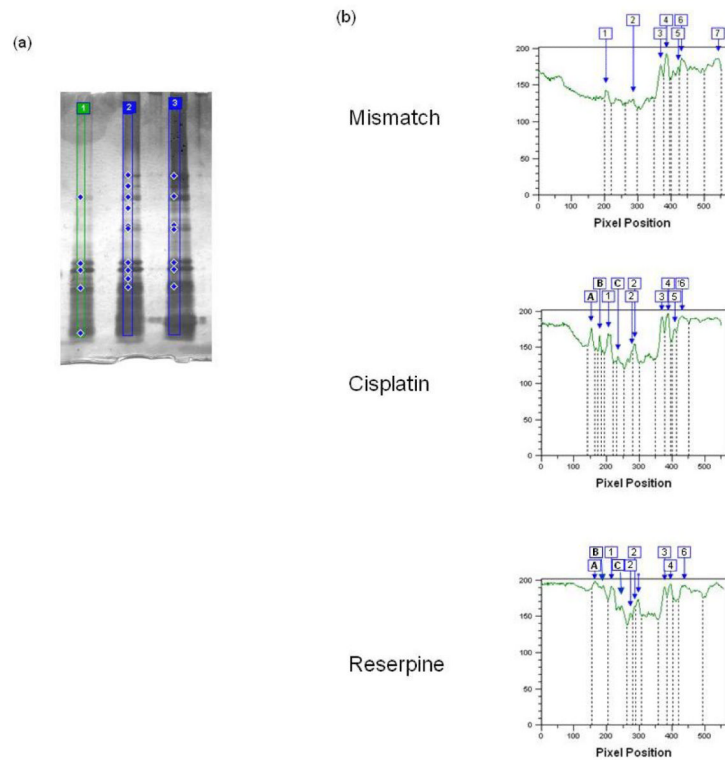 (a)
1 2 3
(b)
Mismatch
1 2 3 4 5 6 7
200
150
100
50
0
0 100 200 300 400 500
Pixel Position
Cisplatin
B C 2 4 6
A 1 2 3 5
200
150
100
50
0
0 100 200 300 400 500
Pixel Position
Reserpine
B 1 2 3 6
A C 2 4
200
150
100
50
0
0 100 200 300 400 500
Pixel Position